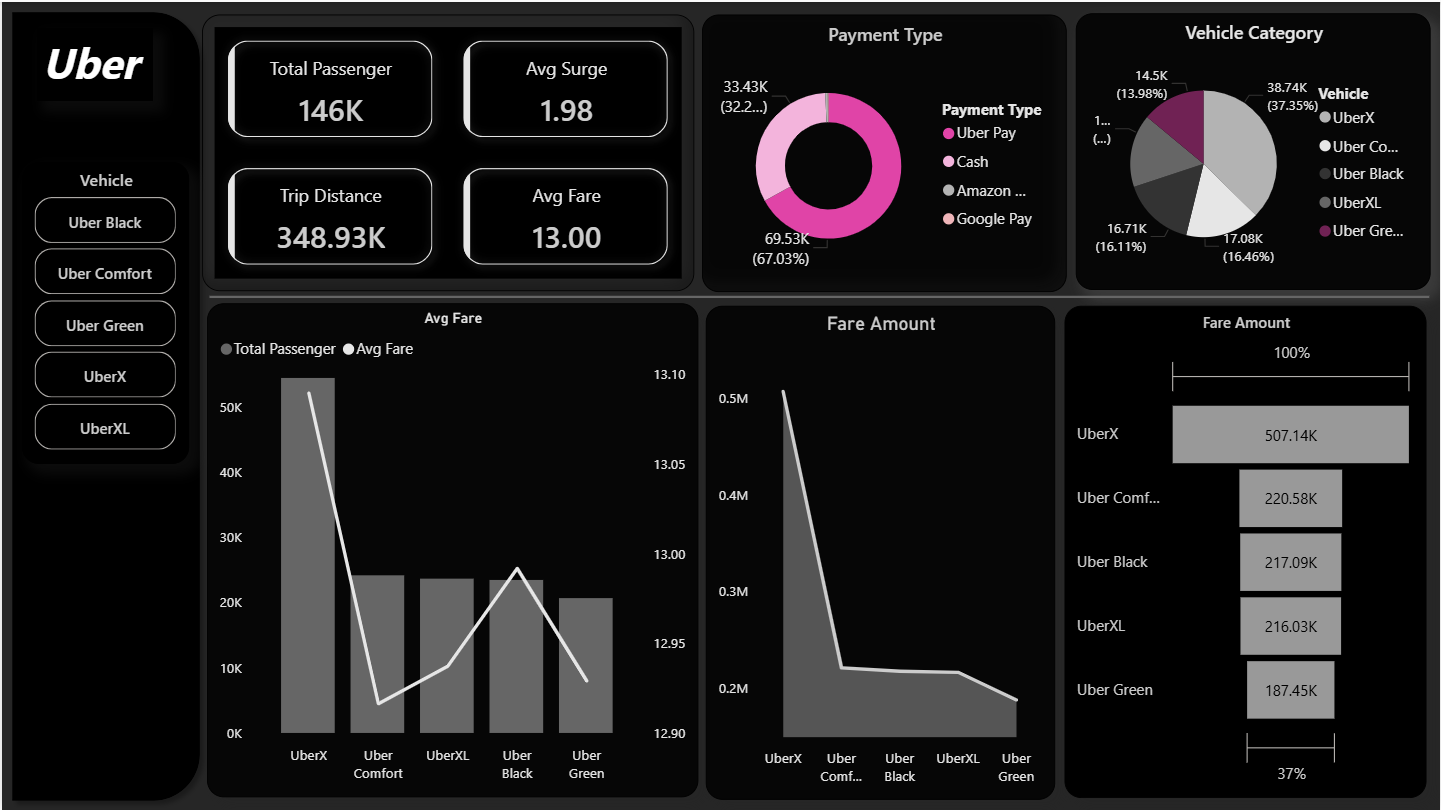 Uber
Vehicle
Uber Black
Uber Comfort
Uber Green
UberX
UberXL
Total Passenger
146K
Avg Surge
1.98
Trip Distance
348.93K
Avg Fare
13.00
Payment Type
33.43K
(32.2...)
69.53K
(67.03%)
Payment Type
Uber Pay
Cash
Amazon ...
Google Pay
Vehicle Category
14.5K
(13.98%)
1...
(...)
16.71K
(16.11%)
17.08K
(16.46%)
38.74K
(37.35%)
Vehicle
UberX
Uber Co...
Uber Black
UberXL
Uber Gre...
Avg Fare
Total Passenger Avg Fare
50K
40K
30K
20K
10K
0K
13.10
13.05
13.00
12.95
12.90
UberX
Uber
Comfort
UberXL
Uber
Black
Uber
Green
Fare Amount
0.5M
0.4M
0.3M
0.2M
UberX
Uber
Comf...
Uber
Black
UberXL
Uber
Green
Fare Amount
100%
UberX 507.14K
Uber Comf... 220.58K
Uber Black 217.09K
UberXL 216.03K
Uber Green 187.45K
37%